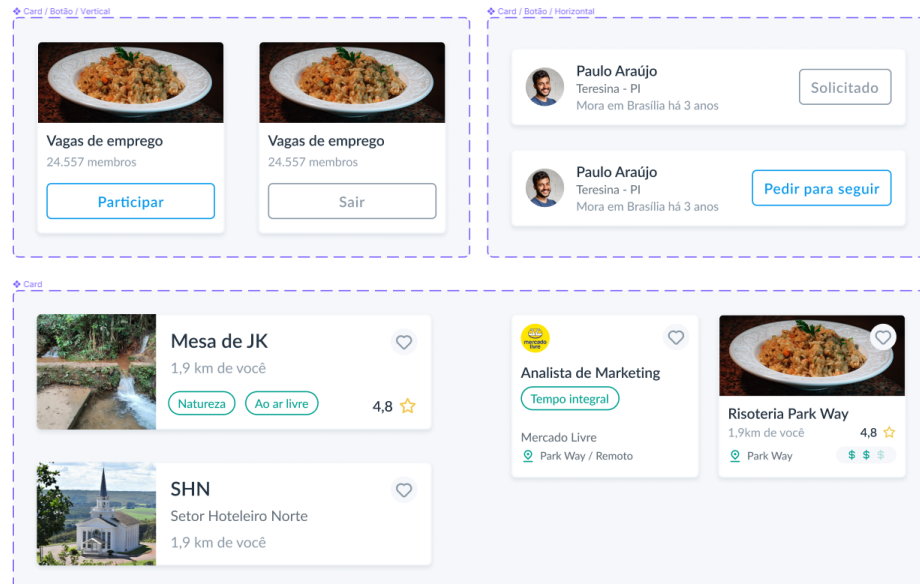 Card / Botão / Vertical
Vagas de emprego
24.557 membros
Participar
Vagas de emprego
24.557 membros
Sair
Card / Botão / Horizontal
Paulo Araújo
Teresina - PI
Mora em Brasília há 3 anos
Solicitado
Paulo Araújo
Teresina - PI
Mora em Brasília há 3 anos
Pedir para seguir
Card
Mesa de JK
1,9 km de você
Natureza
Ao ar livre
4,8
SHN
Setor Hoteleiro Norte
1,9 km de você
mercado
livre
Analista de Marketing
Tempo integral
Mercado Livre
Park Way / Remoto
Risoteria Park Way
1,9km de você
4,8
Park Way
$ $ $